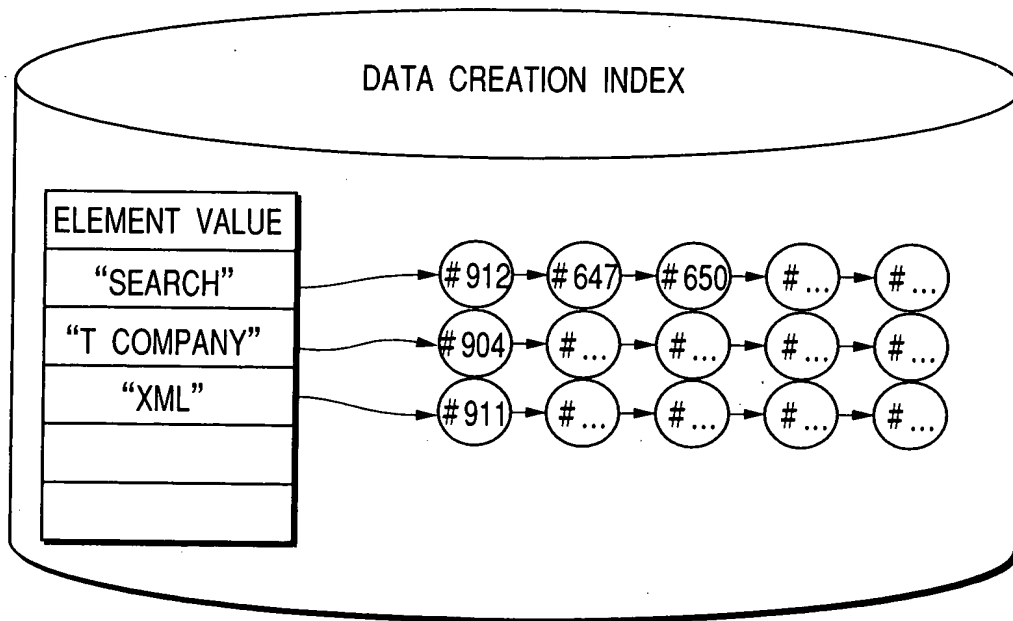 DATA CREATION INDEX
ELEMENT VALUE
“SEARCH” #912 #647 #650 #... #...
“T COMPANY” #904 #... #... #... #...
“XML” #911 #... #... #... #...